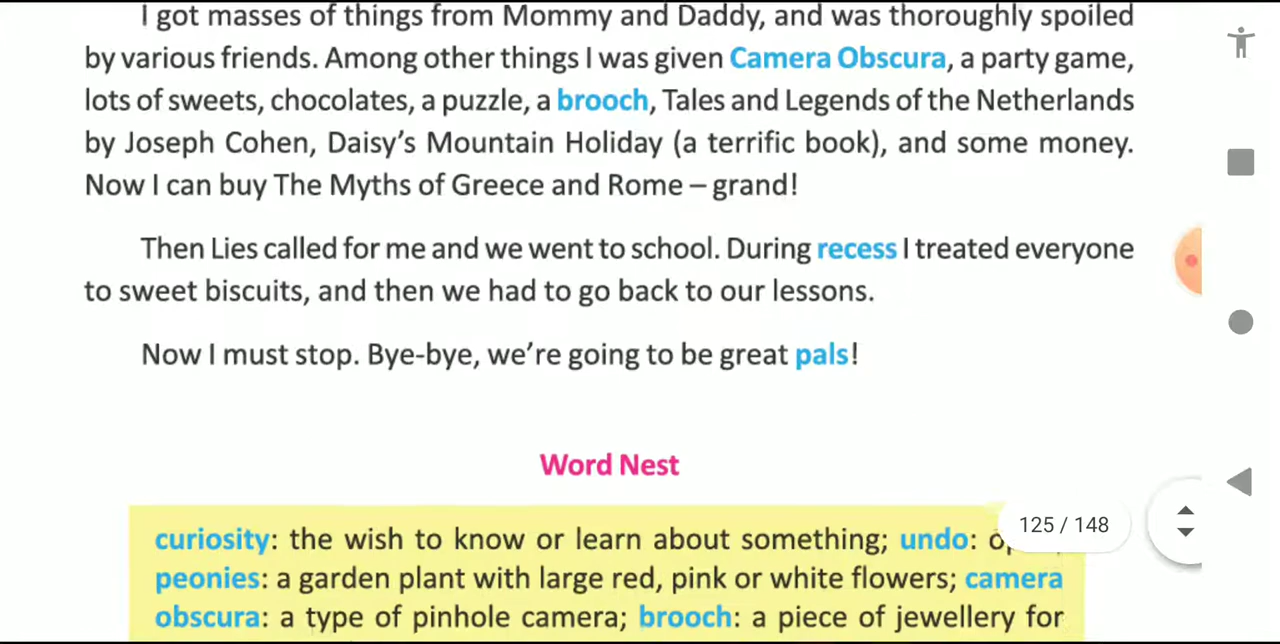 I got masses of things from Mommy and Daddy, and was thoroughly spoiled
by various friends. Among other things I was given Camera Obscura, a party game,
lots of sweets, chocolates, a puzzle, a brooch, Tales and Legends of the Netherlands
by Joseph Cohen, Daisy’s Mountain Holiday (a terrific book), and some money.
Now I can buy The Myths of Greece and Rome – grand!
Then Lies called for me and we went to school. During recess I treated everyone
to sweet biscuits, and then we had to go back to our lessons.
Now I must stop. Bye-bye, we’re going to be great pals!
Word Nest
curiosity: the wish to know or learn about something; undo:
125 / 148
peonies: a garden plant with large red, pink or white flowers; camera
obscura: a type of pinhole camera; brooch: a piece of jewellery for